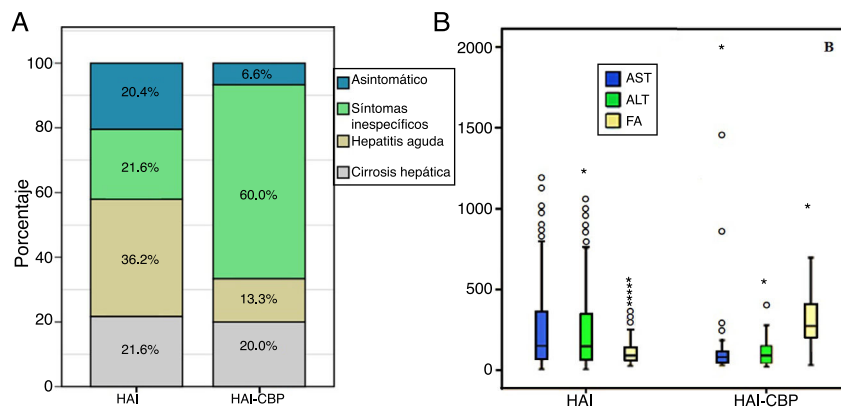 A
Porcentaje
100
80
60
40
20
0
20.4%
21.6%
36.2%
21.6%
6.6%
60.0%
13.3%
20.0%
HAI
HAI-CBP
Asintomático
Síntomas
inespecíficos
Hepatitis aguda
Cirrosis hepática
B
B
2000
1500
1000
500
0
AST
ALT
FA
HAI
HAI-CBP